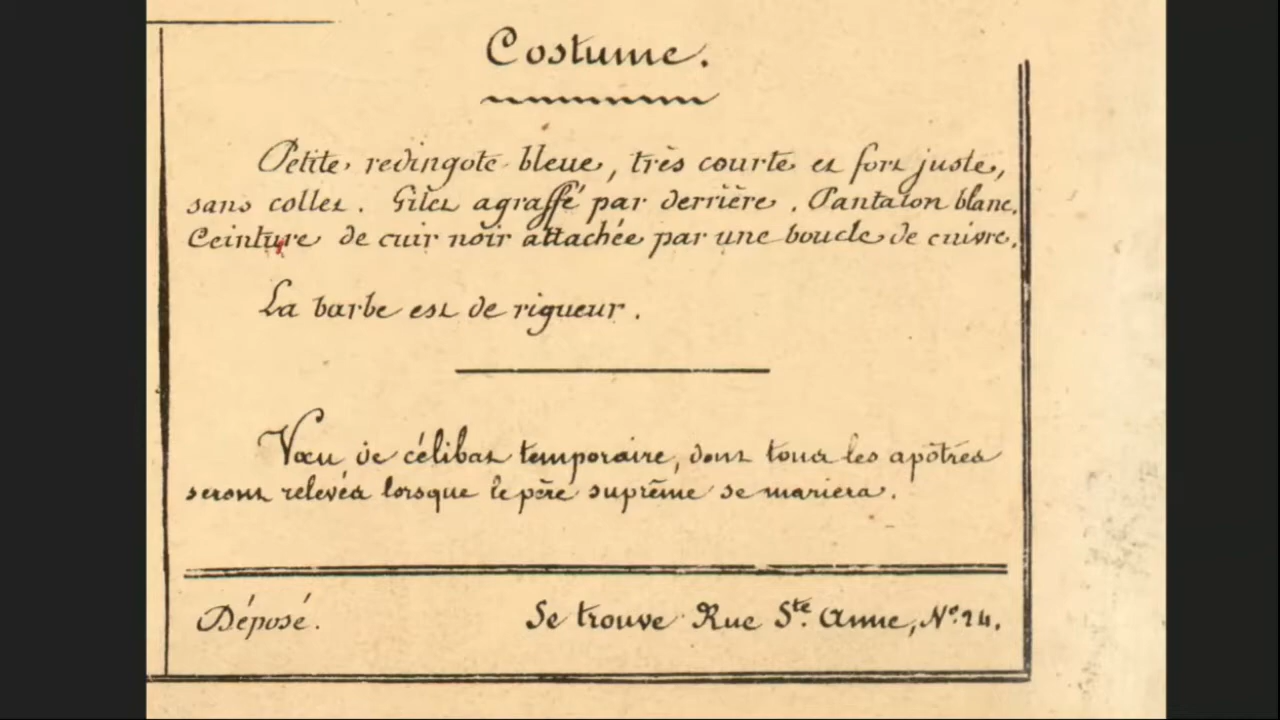 Costume.
Petite redingote bleue, très courte et fort juste,
sans collet. Gilet agraffé par derrière. Pantalon blanc.
Ceinture de cuir noir attachée par une boucle de cuivre.
La barbe est de rigueur.
Vœu de célibat temporaire, dont tous les apôtres
seront relevés lorsque le père suprême se mariera.
Déposé. Se trouve Rue Ste. Anne, No. 24.